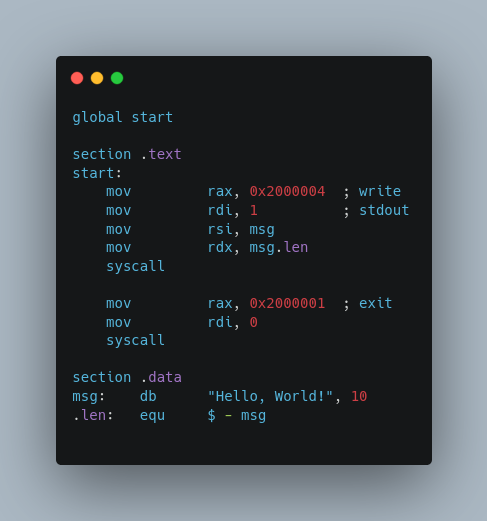 global start

section .text
start:
    mov         rax, 0x2000004  ; write
    mov         rdi, 1          ; stdout
    mov         rsi, msg
    mov         rdx, msg.len
    syscall

    mov         rax, 0x2000001  ; exit
    mov         rdi, 0
    syscall

section .data
msg:    db      "Hello, World!", 10
.len:   equ     $ - msg